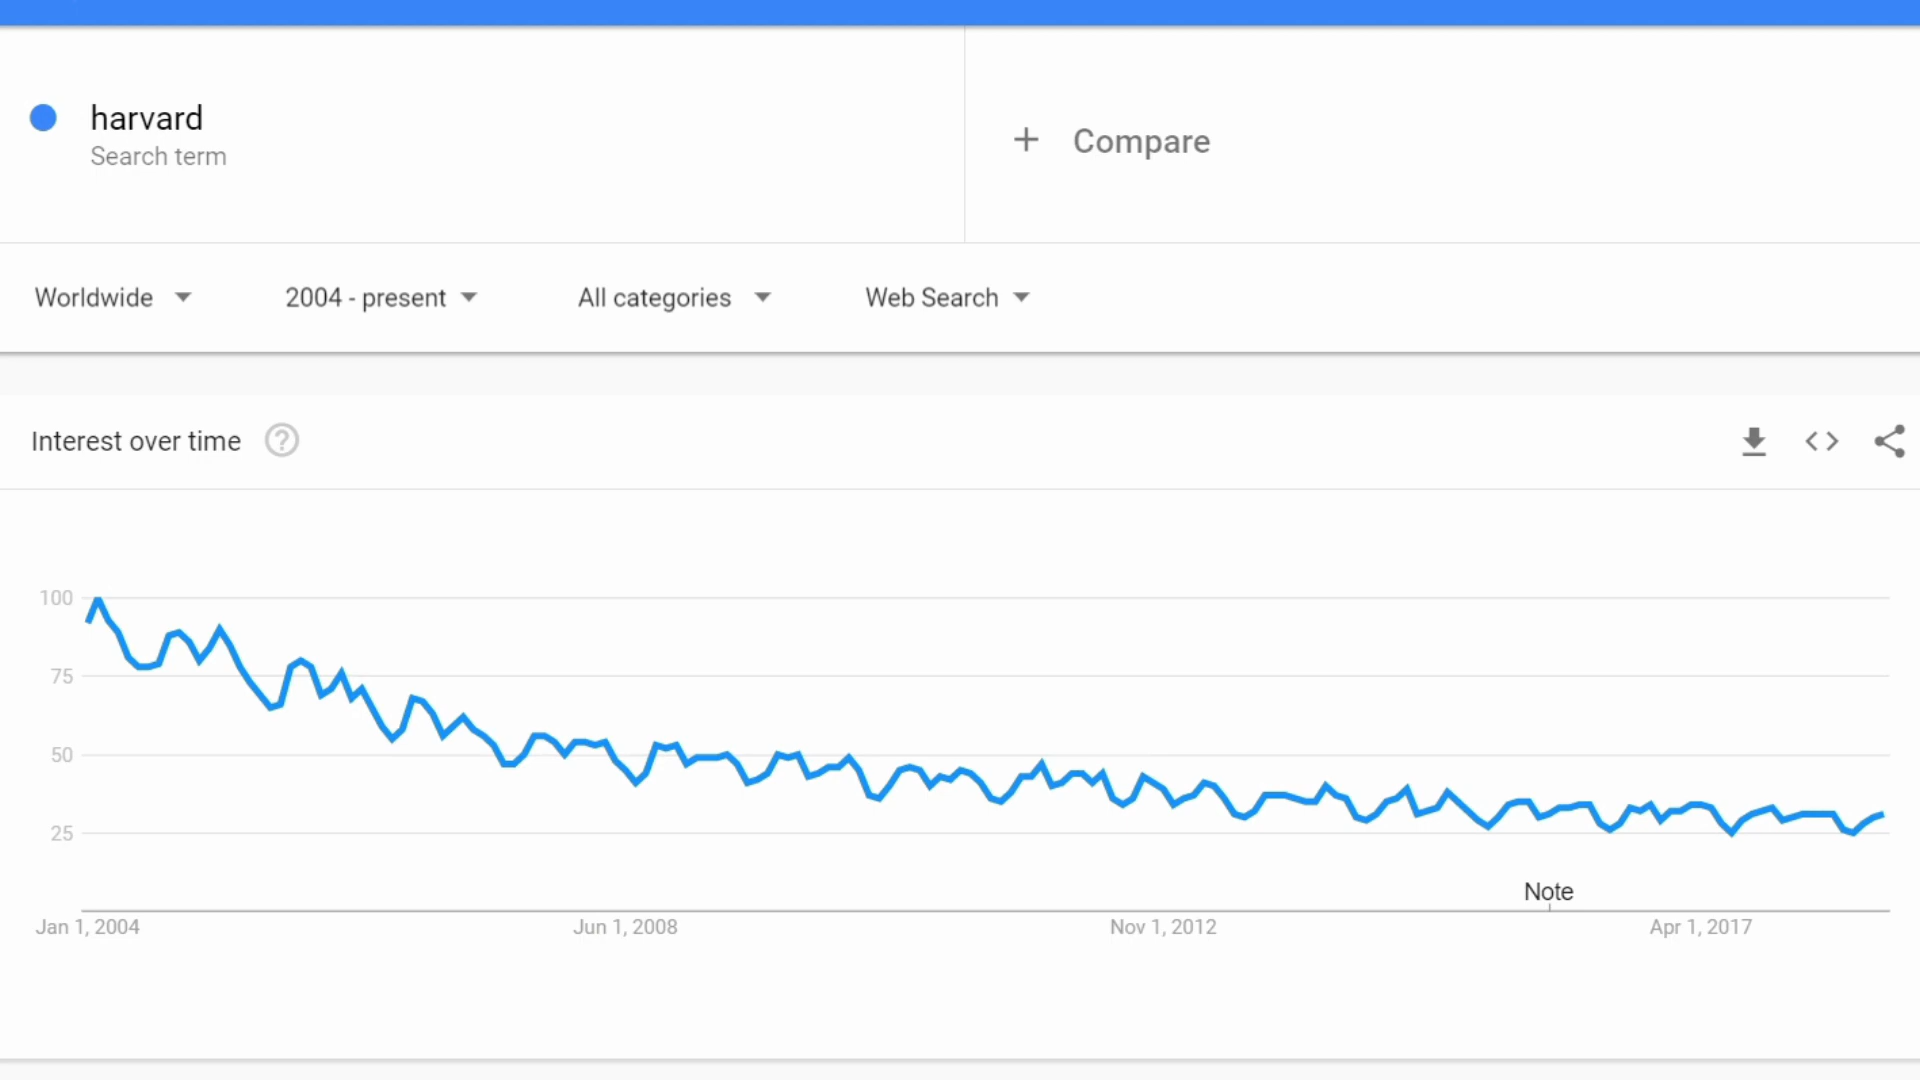 harvard
Search term
+ Compare
Worldwide
2004 - present
All categories
Web Search
Interest over time ?
100
75
50
25
Note
Jan 1, 2004
Jun 1, 2008
Nov 1, 2012
Apr 1, 2017